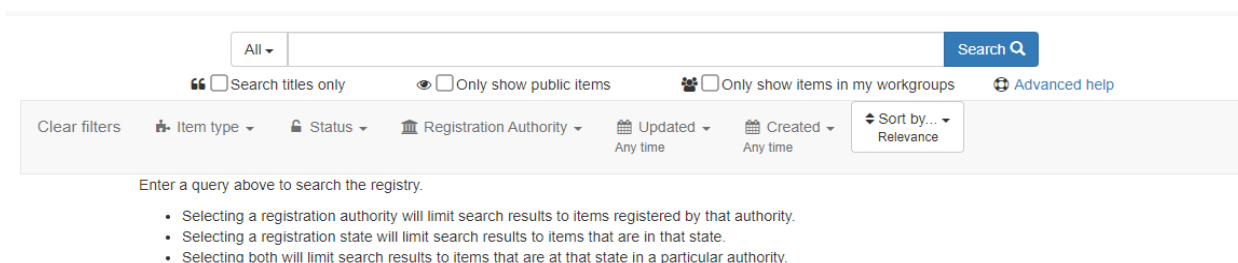 All
Search
Search titles only
Only show public items
Only show items in my workgroups
Advanced help
Clear filters
Item type
Status
Registration Authority
Updated
Any time
Created
Any time
Sort by...
Relevance
Enter a query above to search the registry.
• Selecting a registration authority will limit search results to items registered by that authority.
• Selecting a registration state will limit search results to items that are in that state.
• Selecting both will limit search results to items that are at that state in a particular authority.